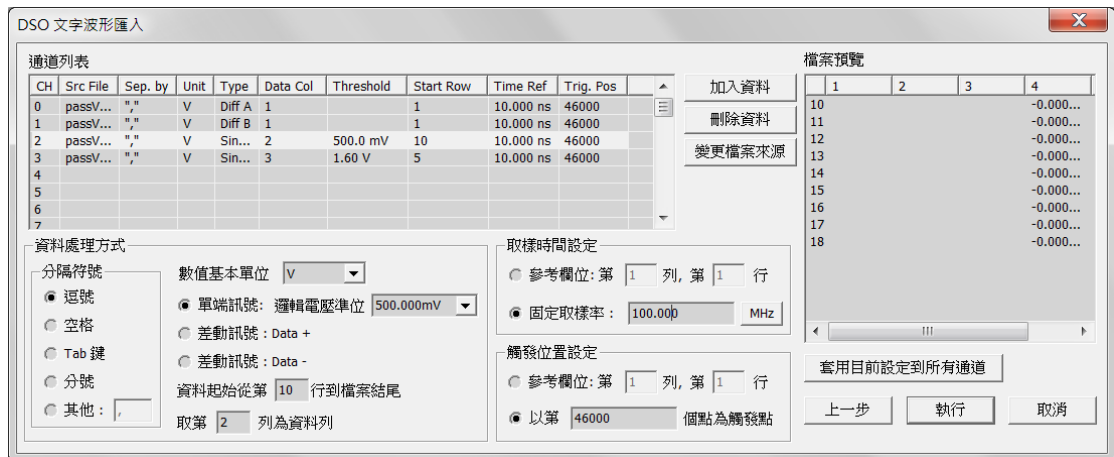 DSO 文字波形匯入
通道列表
CH Src File Sep. by Unit Type Data Col Threshold Start Row Time Ref Trig. Pos
0 passV... "," V Diff A 1 1 10.000 ns 46000
1 passV... "," V Diff B 1 1 10.000 ns 46000
2 passV... "," V Sin... 2 500.0 mV 10 10.000 ns 46000
3 passV... "," V Sin... 3 1.60 V 5 10.000 ns 46000
4
5
6
7
加入資料
刪除資料
變更檔案來源
檔案預覽
1 2 3 4
10 -0.000...
11 -0.000...
12 -0.000...
13 -0.000...
14 -0.000...
15 -0.000...
16 -0.000...
17 -0.000...
18 -0.000...
資料處理方式
分隔符號
逗號
空格
Tab 鍵
分號
其他： ,
數值基本單位 V
單端訊號: 邏輯電壓準位 500.000mV
差動訊號 : Data +
差動訊號 : Data -
資料起始從第 10 行到檔案結尾
取第 2 列為資料列
取樣時間設定
參考欄位: 第 1 列, 第 1 行
固定取樣率： 100.000 MHz
觸發位置設定
參考欄位: 第 1 列, 第 1 行
以第 46000 個點為觸發點
套用目前設定到所有通道
上一步 執行 取消